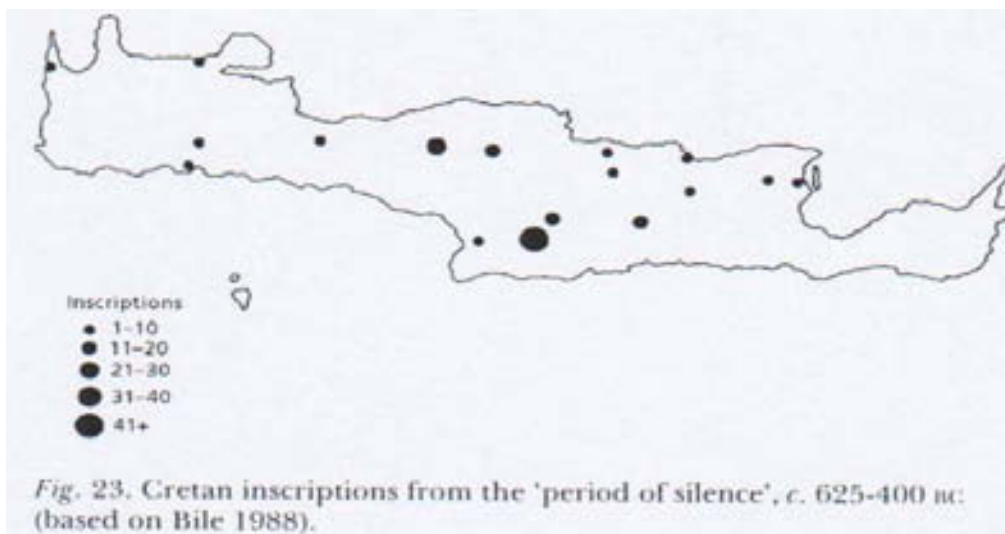 Inscriptions
1-10
11-20
21-30
31-40
41+
Fig. 23. Cretan inscriptions from the 'period of silence', c. 625-400 BC
(based on Bile 1988).